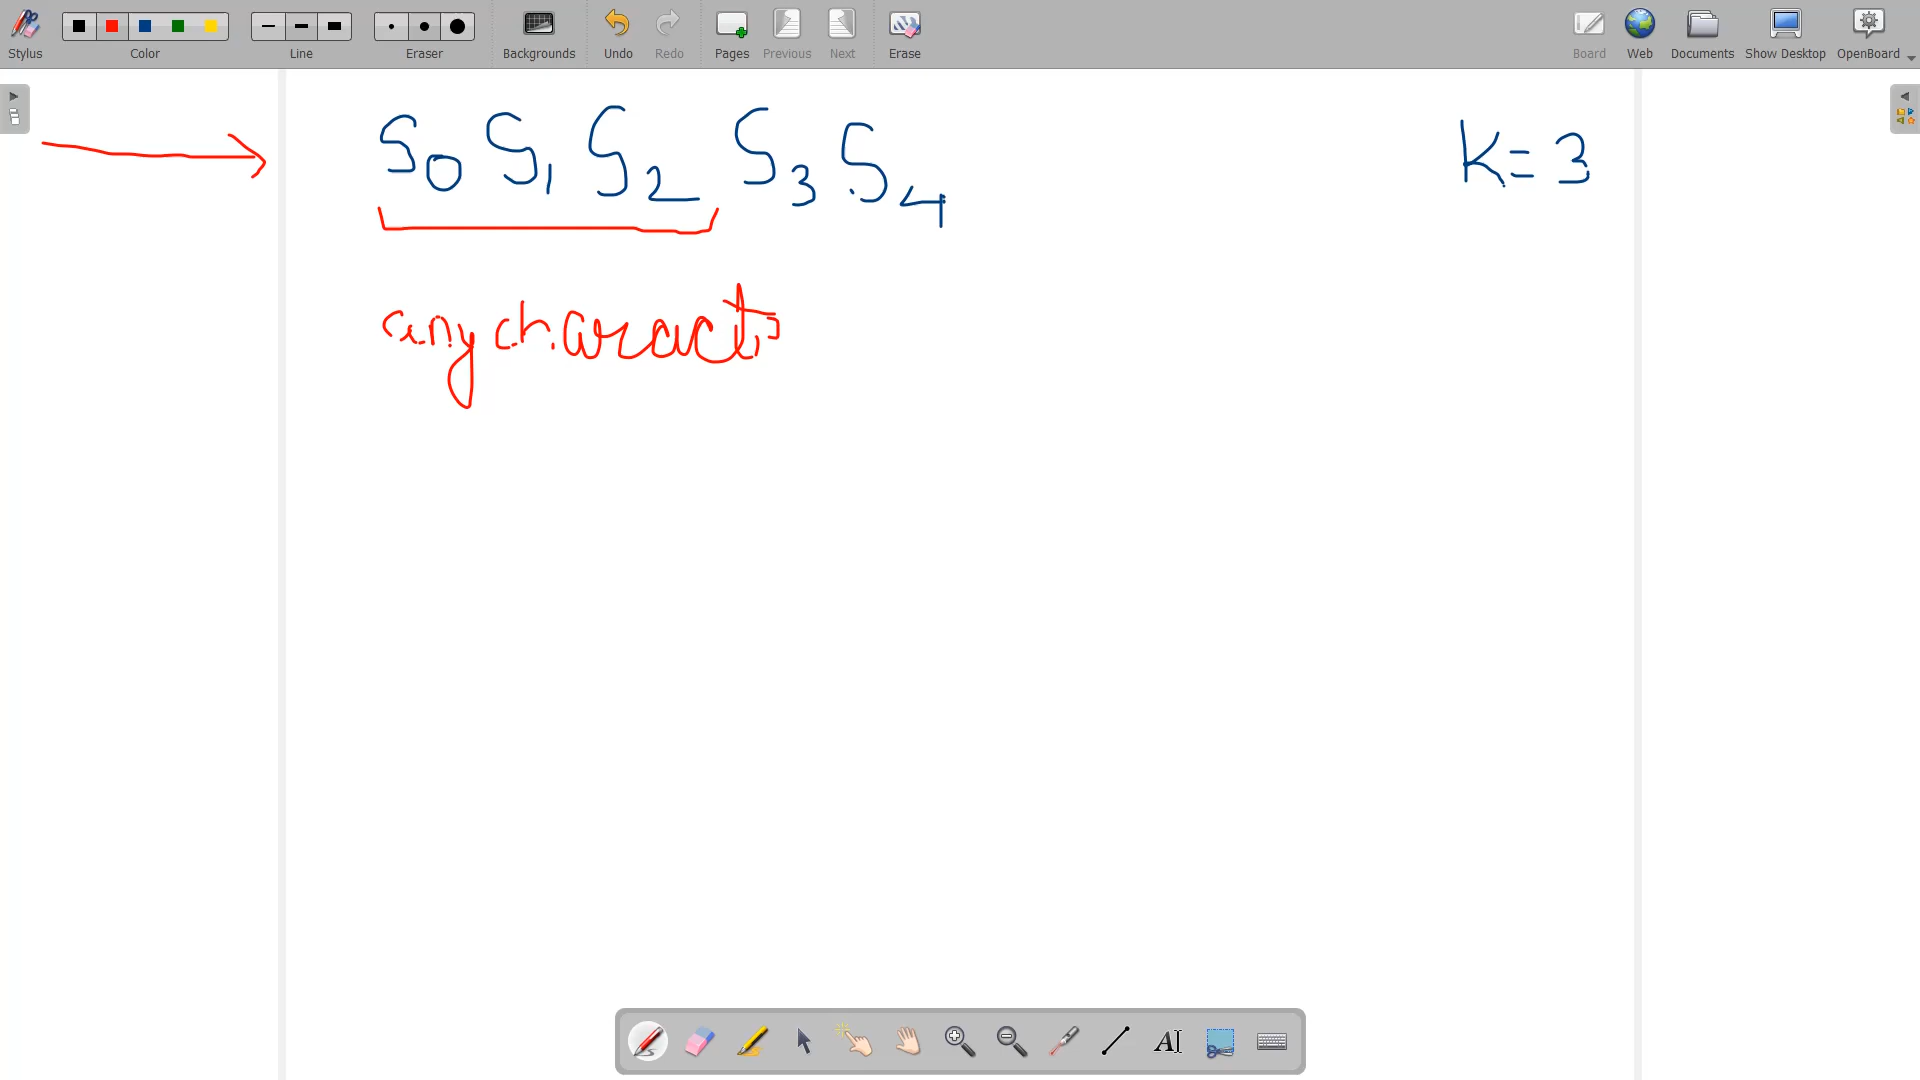 Stylus Color Line Eraser Backgrounds Undo Redo Pages Previous Next Erase Board Web Documents Show Desktop OpenBoard
S0 S1 S2 S3 S4 K=3
any characts